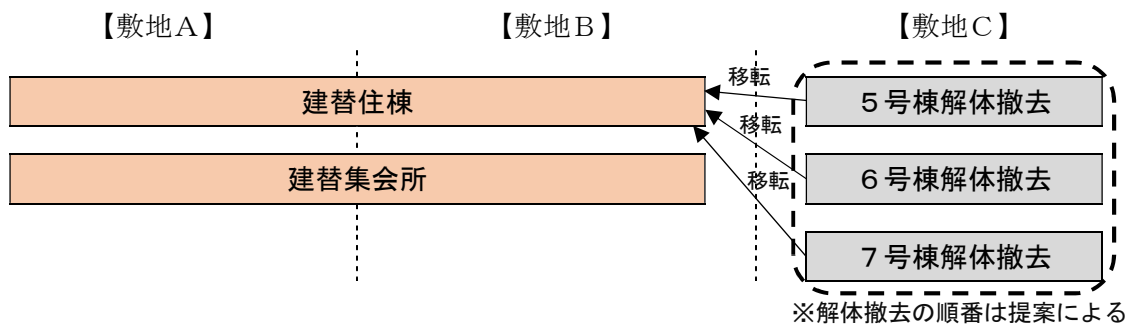 【敷地Ａ】 【敷地Ｂ】 【敷地Ｃ】
建替住棟 移転 ５号棟解体撤去
移転
建替集会所 ６号棟解体撤去
移転
７号棟解体撤去
※解体撤去の順番は提案による